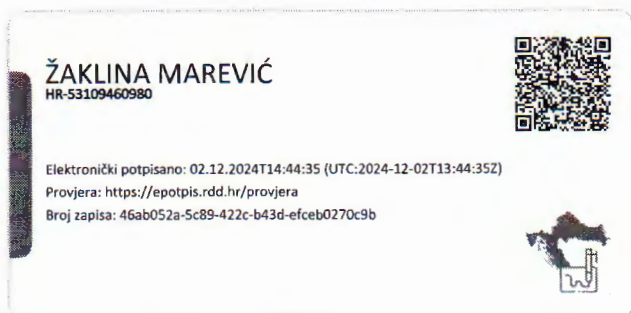 ŽAKLINA MAREVIĆ
HR-53109460980
Elektronički potpisano: 02.12.2024T14:44:35 (UTC:2024-12-02T13:44:35Z)
Provjera: https://epotpis.rdd.hr/provjera
Broj zapisa: 46ab052a-5c89-422c-b43d-efceb0270c9b